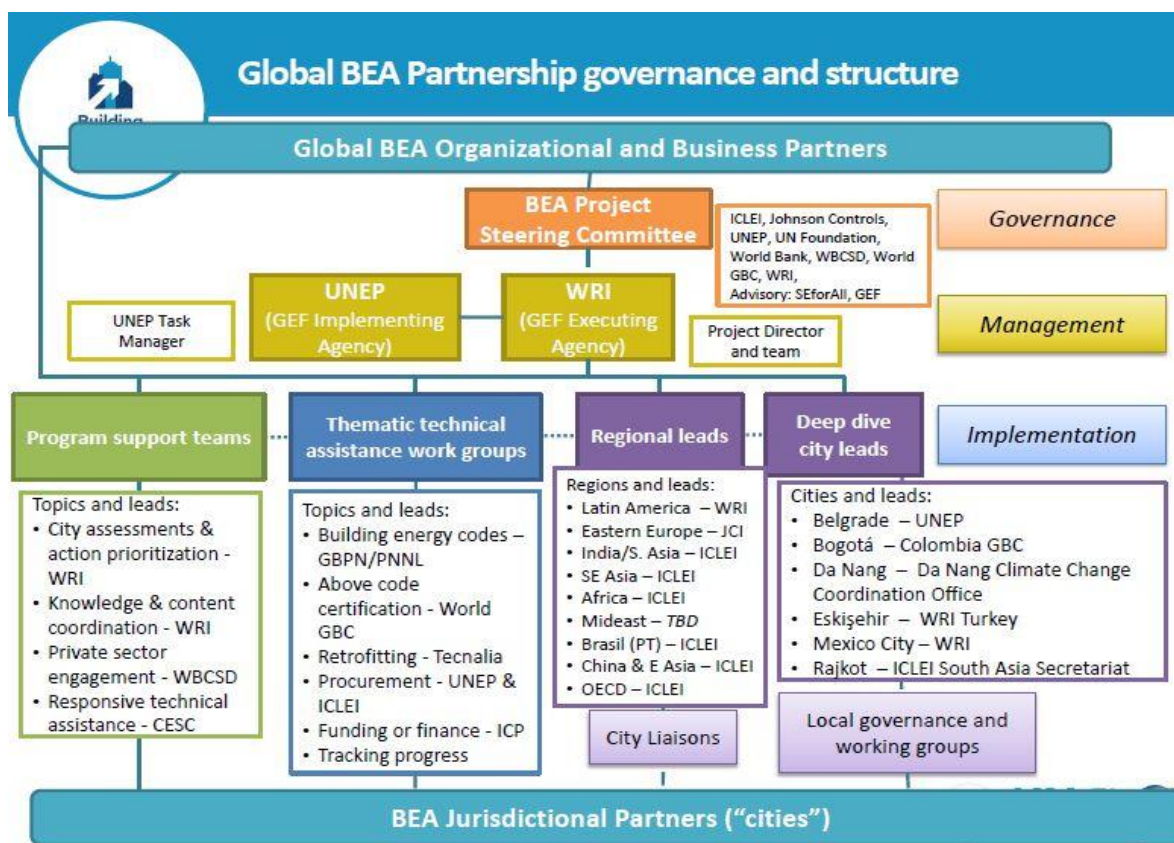 Global BEA Partnership governance and structure
Building
Global BEA Organizational and Business Partners
BEA Project
Steering Committee
ICLEI, Johnson Controls,
UNEP, UN Foundation,
World Bank, WBCSD, World
GBC, WRI,
Advisory: SEforAll, GEF
Governance
UNEP Task
Manager
UNEP
(GEF Implementing
Agency)
WRI
(GEF Executing
Agency)
Project Director
and team
Management
Program support teams
Thematic technical
assistance work groups
Regional leads
Deep dive
city leads
Implementation
Topics and leads:
• City assessments &
action prioritization -
WRI
• Knowledge & content
coordination - WRI
• Private sector
engagement - WBCSD
• Responsive technical
assistance - CESC
Topics and leads:
• Building energy codes –
GBPN/PNNL
• Above code
certification - World
GBC
• Retrofitting - Tecnalia
• Procurement - UNEP &
ICLEI
• Funding or finance - ICP
• Tracking progress
Regions and leads:
• Latin America – WRI
• Eastern Europe – JCI
• India/S. Asia – ICLEI
• SE Asia – ICLEI
• Africa – ICLEI
• Mideast – TBD
• Brasil (PT) – ICLEI
• China & E Asia – ICLEI
• OECD – ICLEI
City Liaisons
Cities and leads:
• Belgrade – UNEP
• Bogotá – Colombia GBC
• Da Nang – Da Nang Climate Change
Coordination Office
• Eskişehir – WRI Turkey
• Mexico City – WRI
• Rajkot – ICLEI South Asia Secretariat
Local governance and
working groups
BEA Jurisdictional Partners (“cities”)